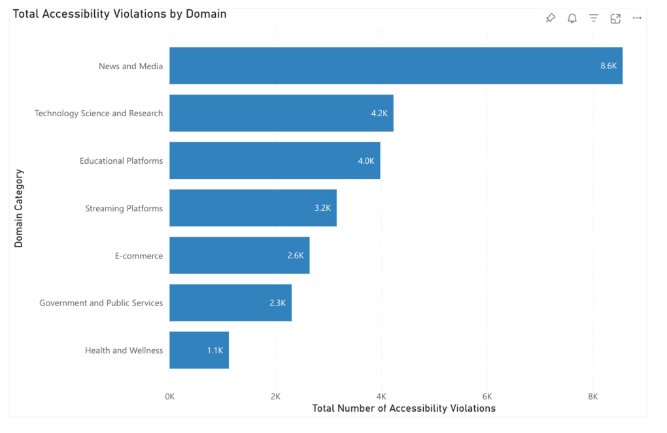 Total Accessibility Violations by Domain
News and Media
8.6K
Technology Science and Research
4.2K
Educational Platforms
4.0K
Streaming Platforms
3.2K
E-commerce
2.6K
Government and Public Services
2.3K
Health and Wellness
1.1K
Domain Category
0K 2K 4K 6K 8K
Total Number of Accessibility Violations